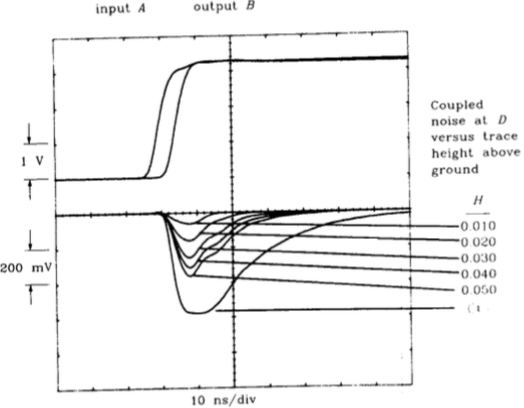 input A output B
1 V
Coupled
noise at D
versus trace
height above
ground
H
0.010
0.020
0.030
0.040
0.050
200 mV
10 ns/div